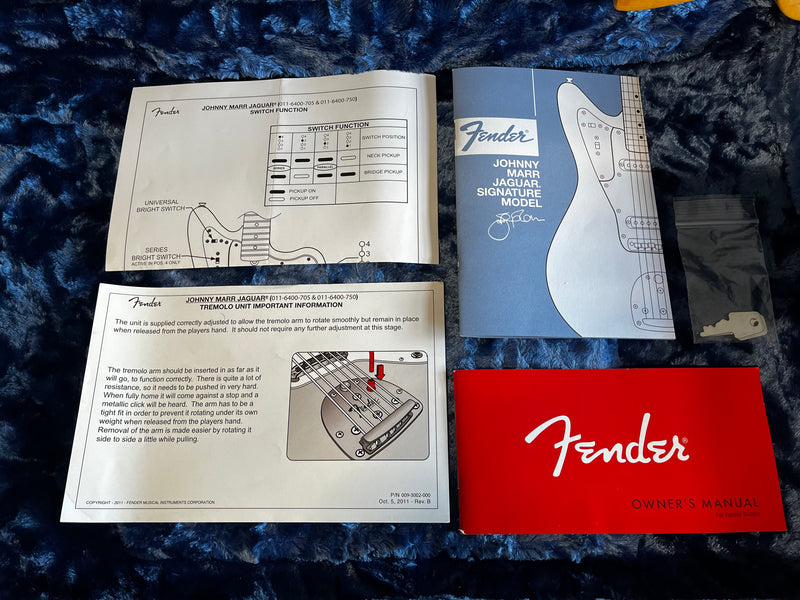 Fender
JOHNNY MARR JAGUAR® (011-6400-705 & 011-6400-750)
SWITCH FUNCTION
SWITCH FUNCTION
SWITCH POSITION
NECK PICKUP
SERIES
PARALLEL
BRIDGE PICKUP
PICKUP ON
PICKUP OFF
UNIVERSAL
BRIGHT SWITCH
SERIES
BRIGHT SWITCH
ACTIVE IN POS. 4 ONLY
4
3
Fender
JOHNNY
MARR
JAGUAR®
SIGNATURE
MODEL
Fender
JOHNNY MARR JAGUAR® (011-6400-705 & 011-6400-750)
TREMOLO UNIT IMPORTANT INFORMATION
The unit is supplied correctly adjusted to allow the tremolo arm to rotate smoothly but remain in place
when released from the players hand. It should not require any further adjustment at this stage.
The tremolo arm should be inserted in as far as it
will go, to function correctly. There is quite a lot of
resistance, so it needs to be pushed in very hard.
When fully home it will come against a stop and a
metallic click will be heard. The arm has to be a
tight fit in order to prevent it rotating under its own
weight when released from the players hand.
Removal of the arm is made easier by rotating it
side to side a little while pulling.
Fender
COPYRIGHT - 2011 - FENDER MUSICAL INSTRUMENTS CORPORATION
P/N 009-3002-000
Oct. 5, 2011 - Rev. B
Fender®
OWNER'S MANUAL
For Fender Guitars